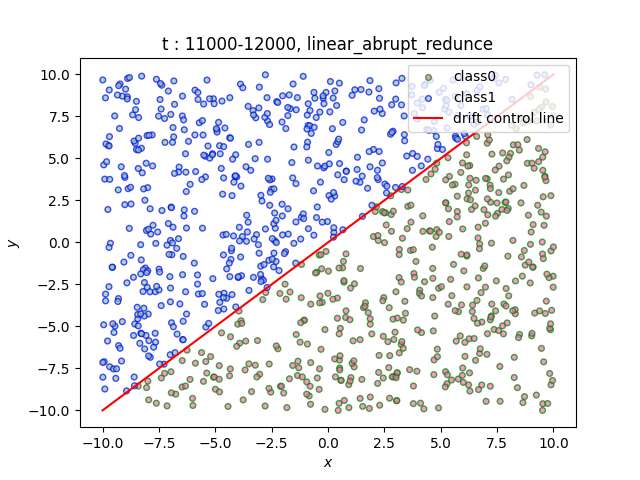 t : 11000-12000, linear_abrupt_redunce
class0
class1
drift control line
10.0
7.5
5.0
2.5
0.0
−2.5
−5.0
−7.5
−10.0
y
−10.0 −7.5 −5.0 −2.5 0.0 2.5 5.0 7.5 10.0
x